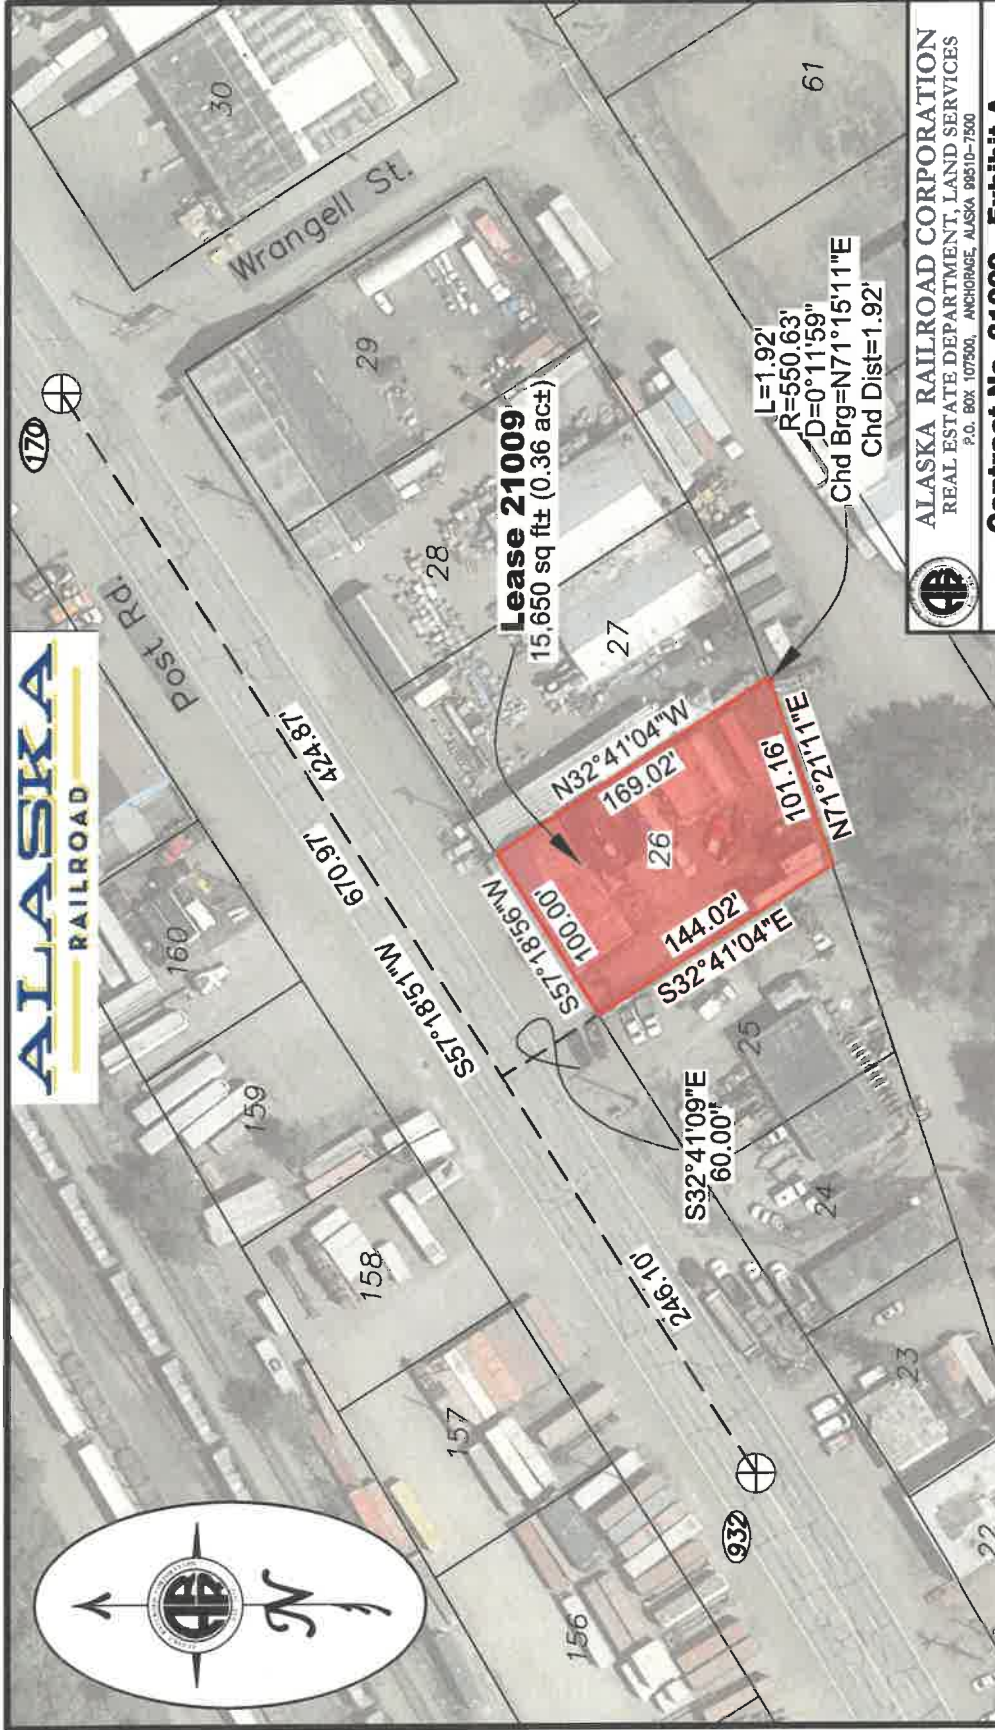 ALASKA
RAILROAD
170
Post Rd.
Wrangell St.
30
29
28
27
26
25
24
23
22
61
160
159
158
157
156
932
424.87'
670.97'
S57°18'51"W
246.10'
S32°41'09"E
60.00'
Lease 21009
15,650 sq ft± (0.36 ac±)
S57°18'56"W
100.00'
N32°41'04"W
169.02'
144.02'
S32°41'04"E
101.16'
N71°21'11"E
L=1.92'
R=550.63'
D=0°11'59"
Chd Brg=N71°15'11"E
Chd Dist=1.92'
N
ALASKA RAILROAD CORPORATION
REAL ESTATE DEPARTMENT, LAND SERVICES
P.O. BOX 107500, ANCHORAGE, ALASKA 99510-7500
Contract No. 21009 Exhibit A